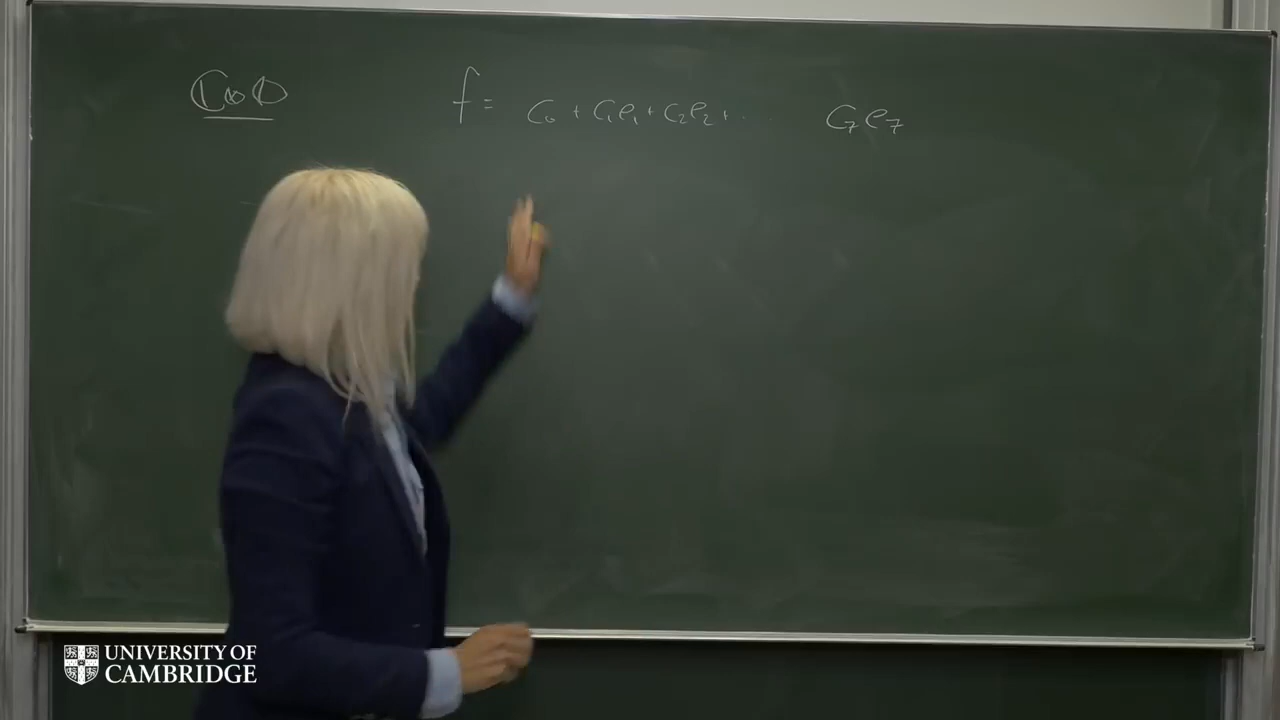 ℂ⊗𝕆 f = c₀ + c₁e₁ + c₂e₂ + ... c₇e₇
UNIVERSITY OF
CAMBRIDGE